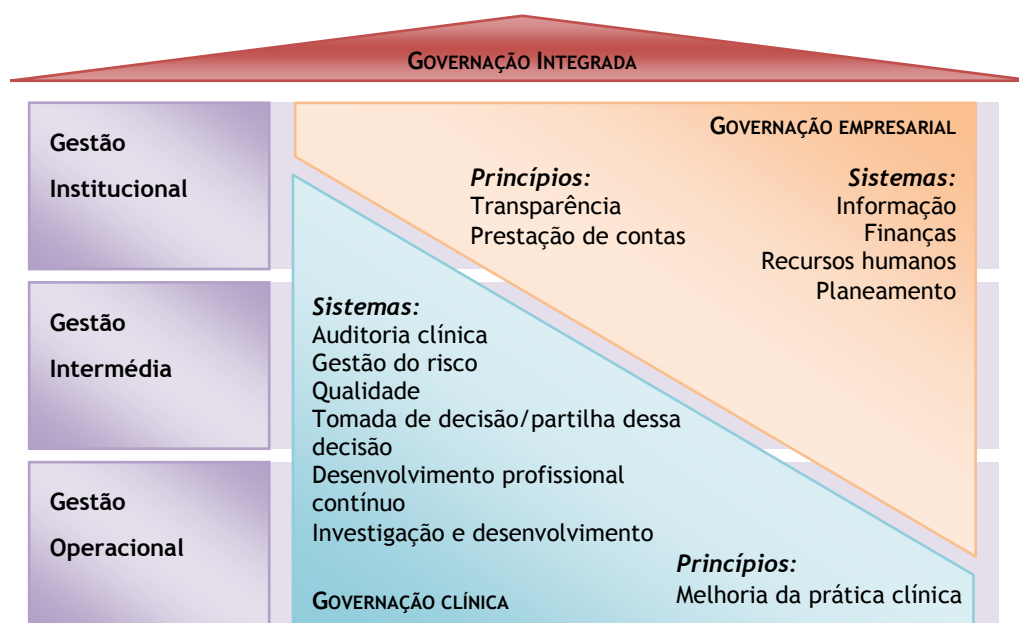 GOVERNAÇÃO INTEGRADA
Gestão
Institucional
GOVERNAÇÃO EMPRESARIAL
Princípios:
Transparência
Prestação de contas
Sistemas:
Informação
Finanças
Recursos humanos
Planeamento
Gestão
Intermédia
Sistemas:
Auditoria clínica
Gestão do risco
Qualidade
Tomada de decisão/partilha dessa
decisão
Desenvolvimento profissional
contínuo
Investigação e desenvolvimento
Gestão
Operacional
Princípios:
Melhoria da prática clínica
GOVERNAÇÃO CLÍNICA